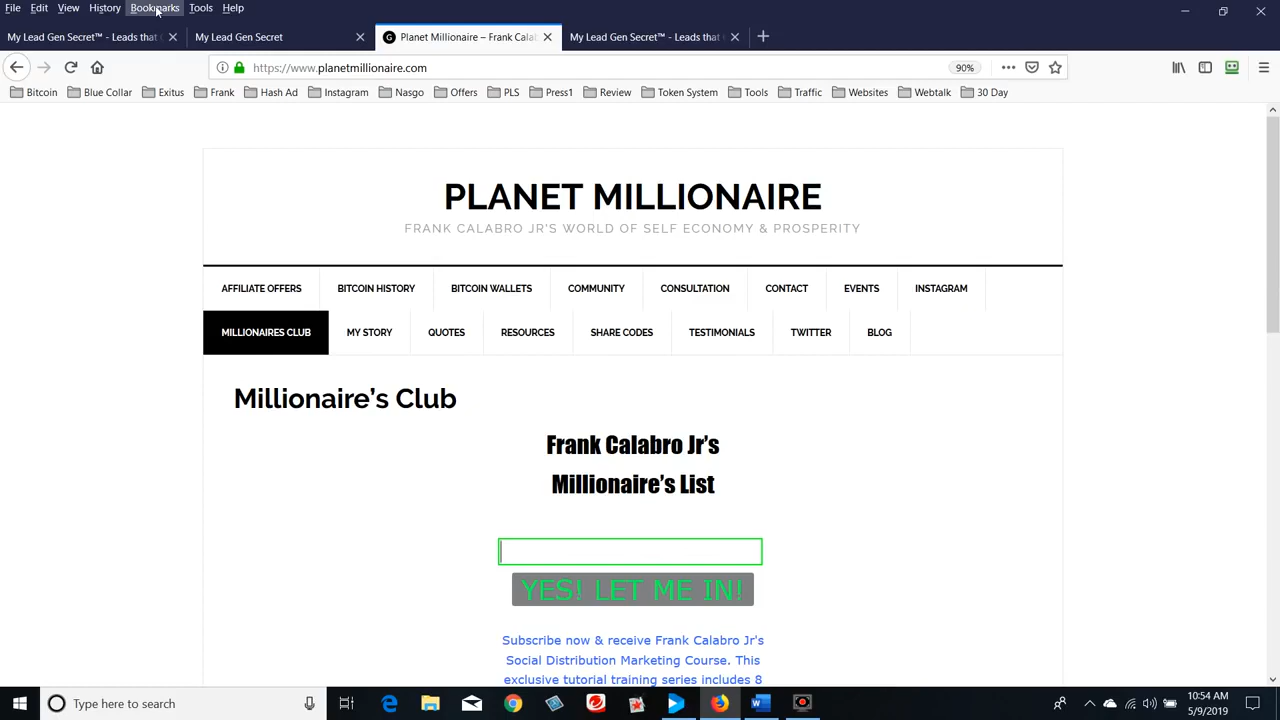 File Edit View History Bookmarks Tools Help
My Lead Gen Secret™ - Leads that
My Lead Gen Secret
Planet Millionaire – Frank Calab
My Lead Gen Secret™ - Leads that
https://www.planetmillionaire.com
90%
Bitcoin Blue Collar Exitus Frank Hash Ad Instagram Nasgo Offers PLS Press1 Review Token System Tools Traffic Websites Webtalk 30 Day
PLANET MILLIONAIRE
FRANK CALABRO JR'S WORLD OF SELF ECONOMY & PROSPERITY
AFFILIATE OFFERS BITCOIN HISTORY BITCOIN WALLETS COMMUNITY CONSULTATION CONTACT EVENTS INSTAGRAM
MILLIONAIRES CLUB MY STORY QUOTES RESOURCES SHARE CODES TESTIMONIALS TWITTER BLOG
Millionaire's Club
Frank Calabro Jr's
Millionaire's List
YES! LET ME IN!
Subscribe now & receive Frank Calabro Jr's
Social Distribution Marketing Course. This
exclusive tutorial training series includes 8
Type here to search
10:54 AM
5/9/2019